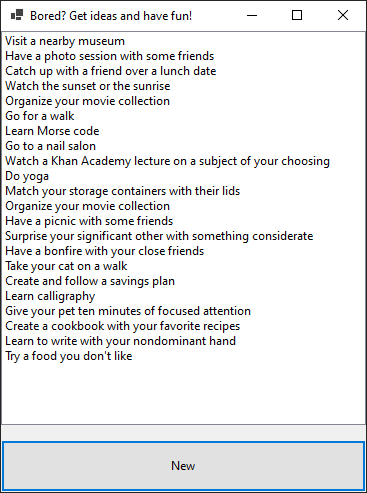 Bored? Get ideas and have fun!
Visit a nearby museum
Have a photo session with some friends
Catch up with a friend over a lunch date
Watch the sunset or the sunrise
Organize your movie collection
Go for a walk
Learn Morse code
Go to a nail salon
Watch a Khan Academy lecture on a subject of your choosing
Do yoga
Match your storage containers with their lids
Organize your movie collection
Have a picnic with some friends
Surprise your significant other with something considerate
Have a bonfire with your close friends
Take your cat on a walk
Create and follow a savings plan
Learn calligraphy
Give your pet ten minutes of focused attention
Create a cookbook with your favorite recipes
Learn to write with your nondominant hand
Try a food you don't like
New